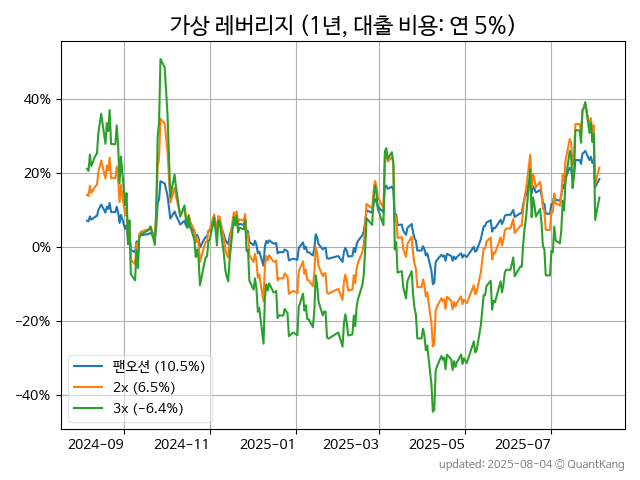 가상 레버리지 (1년, 대출 비용: 연 5%)
40%
20%
0%
−20%
−40%
팬오션 (10.5%)
2x (6.5%)
3x (-6.4%)
2024-09 2024-11 2025-01 2025-03 2025-05 2025-07
updated: 2025-08-04 © QuantKang